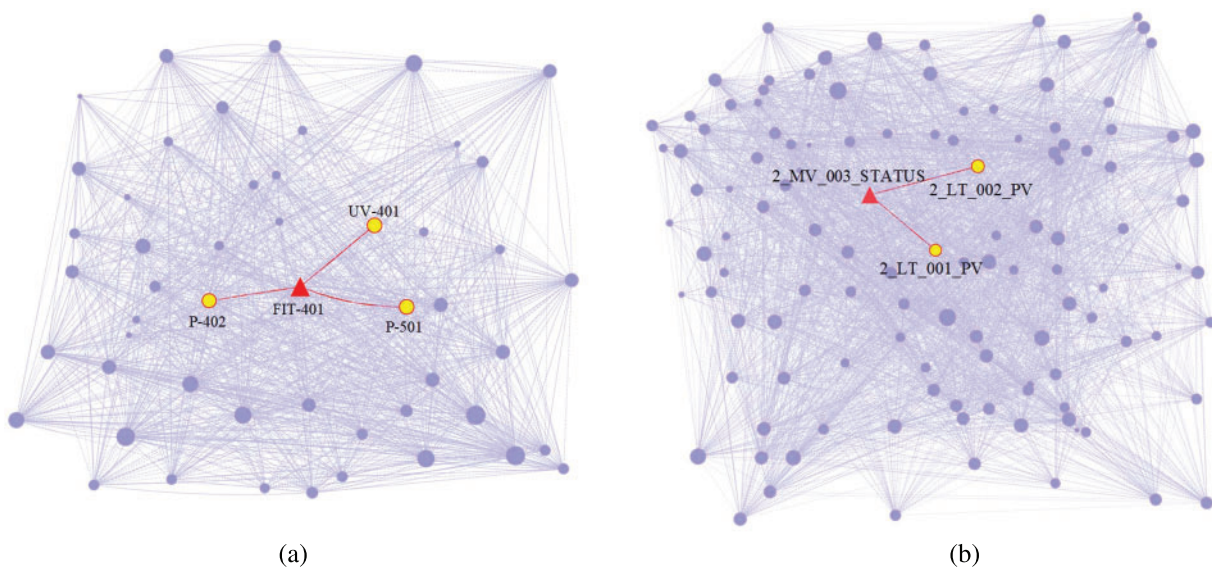 UV-401
FIT-401
P-402
P-501
(a)
2_MV_003_STATUS
2_LT_002_PV
2_LT_001_PV
(b)